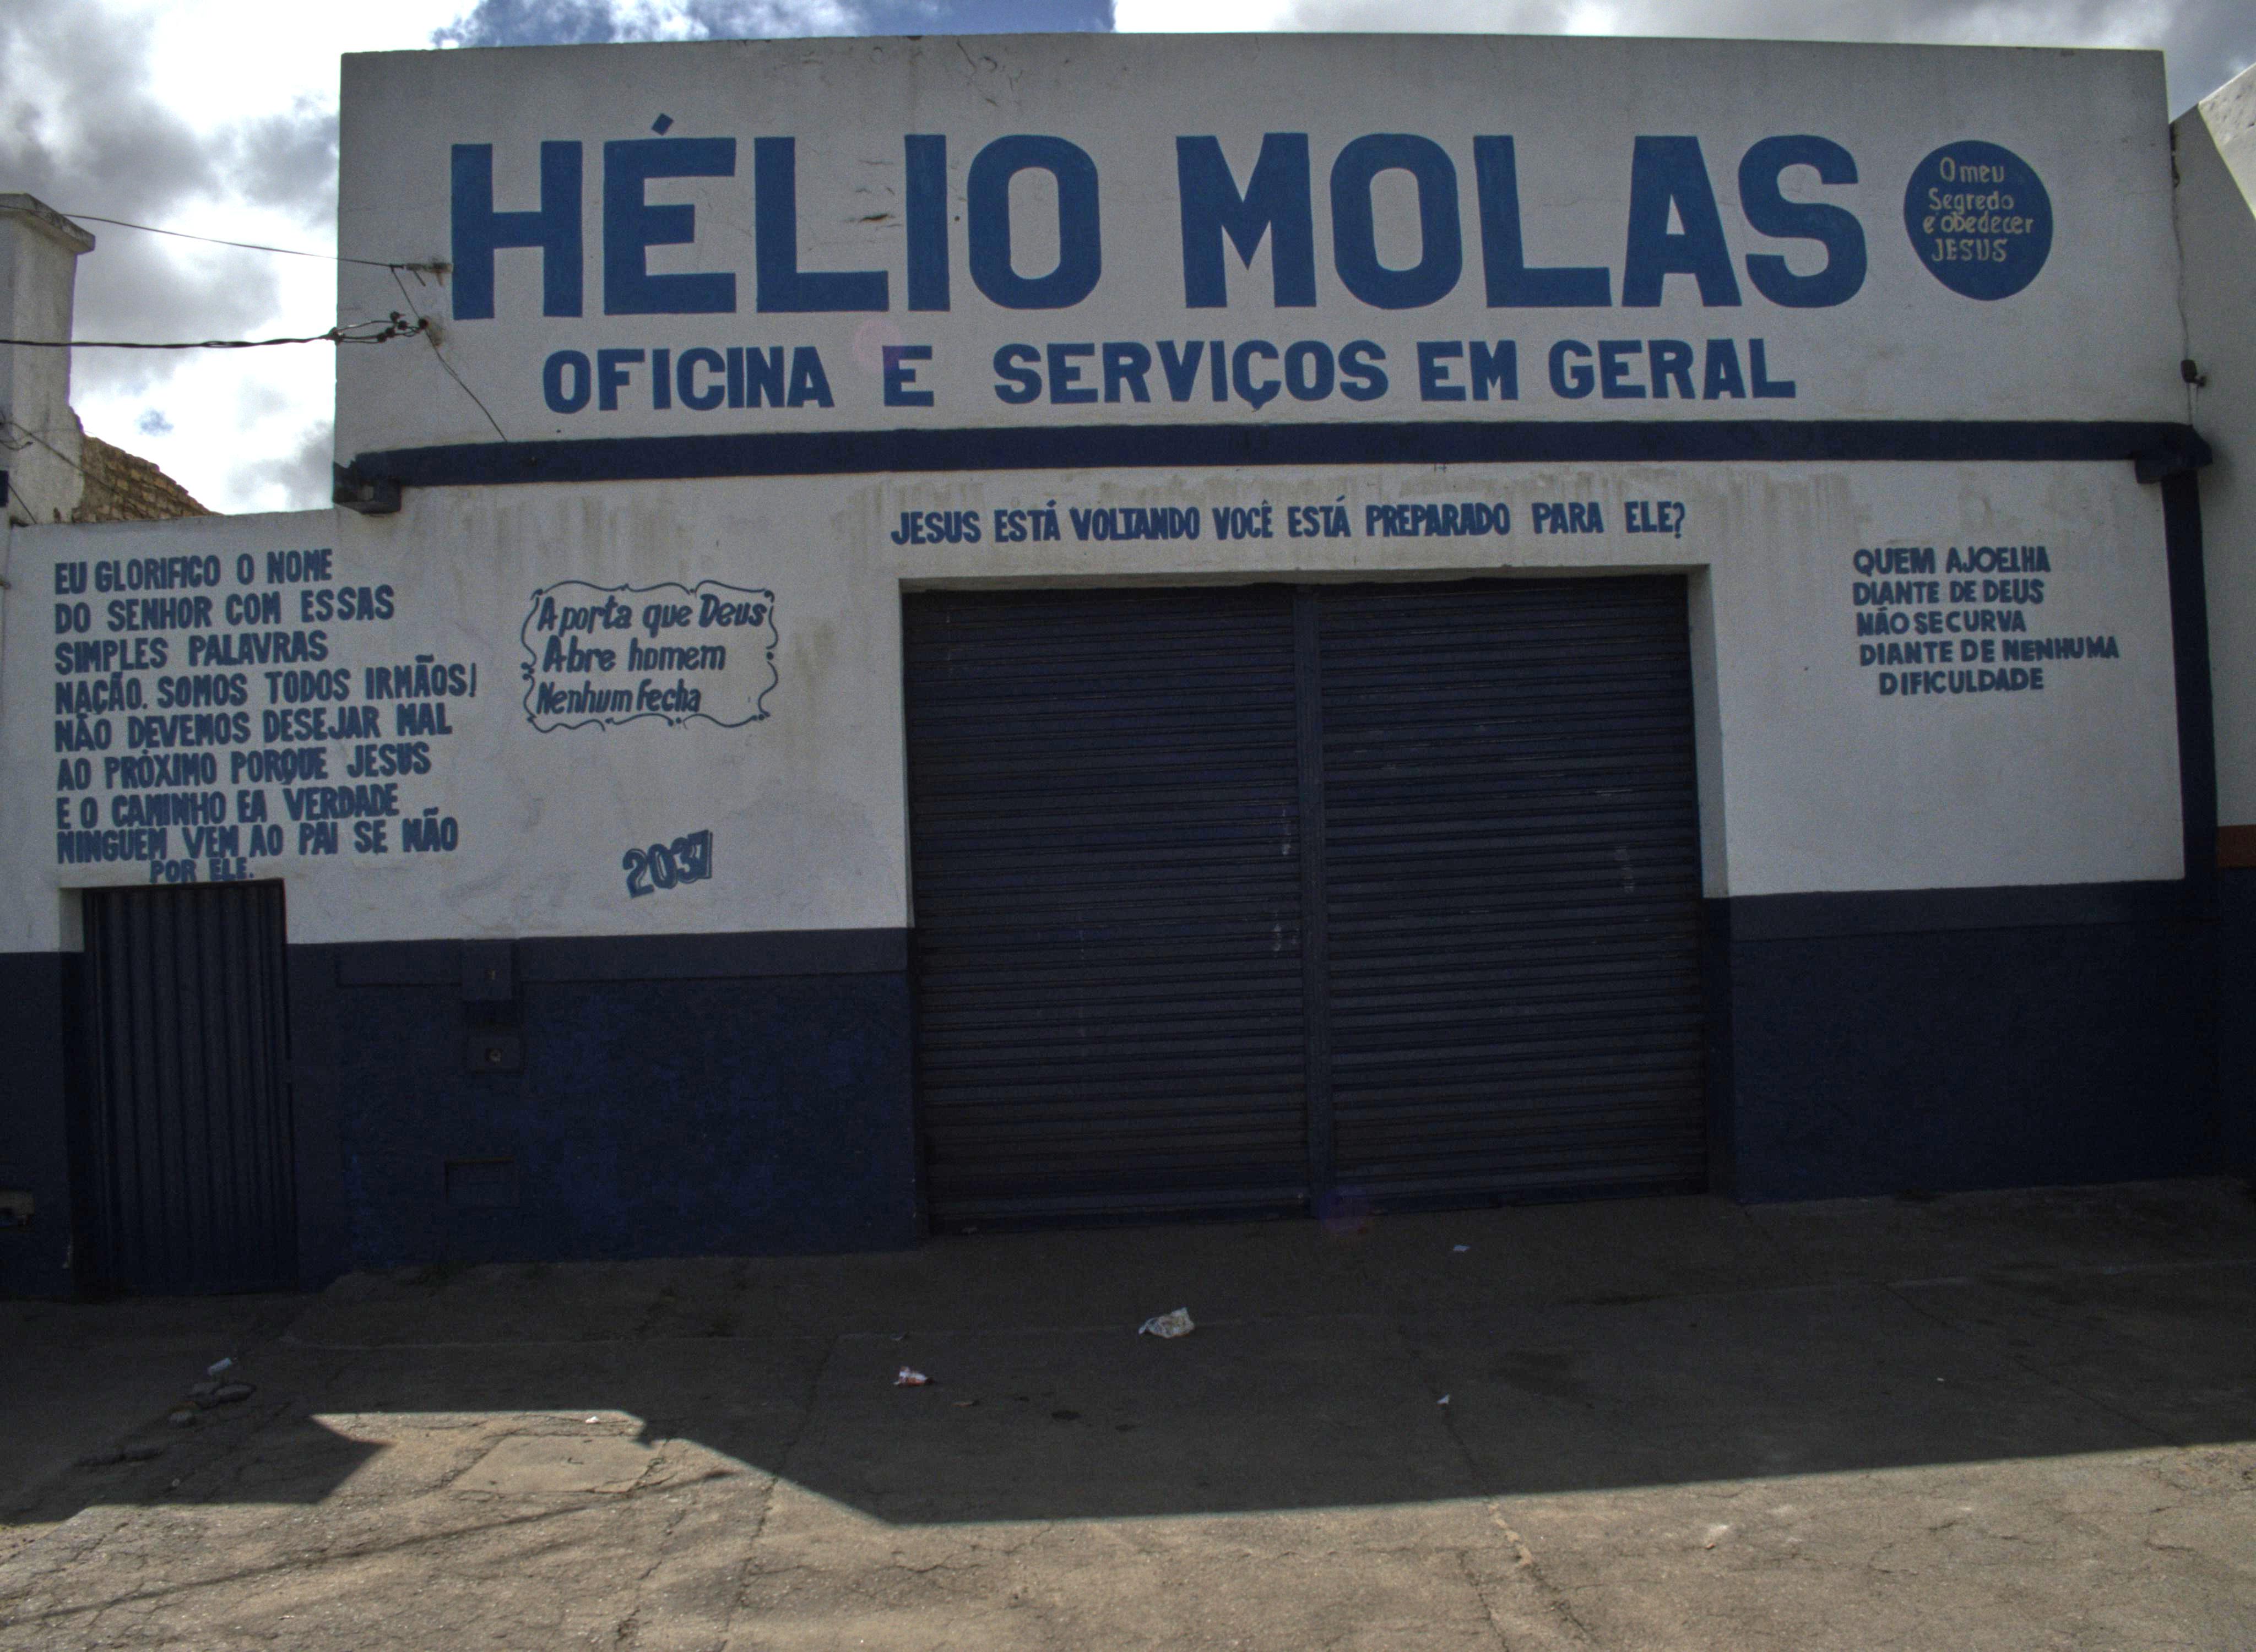 HÉLIO MOLAS
O meu
Segredo
é obedecer
JESUS
OFICINA E SERVIÇOS EM GERAL
JESUS ESTÁ VOLTANDO VOCÊ ESTÁ PREPARADO PARA ELE?
EU GLORIFICO O NOME
DO SENHOR COM ESSAS
SIMPLES PALAVRAS
NAÇÃO. SOMOS TODOS IRMÃOS!
NÃO DEVEMOS DESEJAR MAL
AO PRÓXIMO PORQUE JESUS
E O CAMINHO EA VERDADE
NINGUEM VEM AO PAI SE NÃO
POR ELE.
A porta que Deus
Abre homem
Nenhum fecha
2037
QUEM AJOELHA
DIANTE DE DEUS
NÃO SE CURVA
DIANTE DE NENHUMA
DIFICULDADE